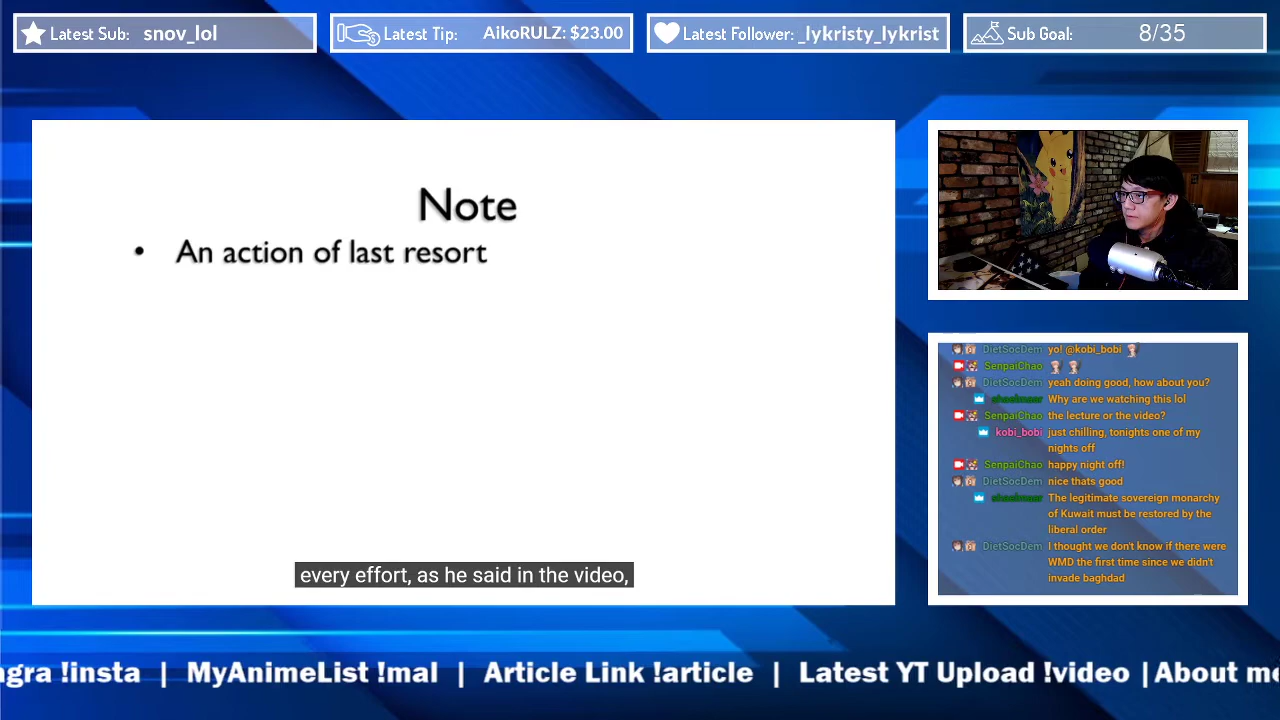 Latest Sub: snov_lol
Latest Tip: AikoRULZ: $23.00
Latest Follower: _lykristy_lykrist
Sub Goal: 8/35
Note
• An action of last resort
every effort, as he said in the video,
DietSocDem yo! @kobi_bobi
SenpaiChao
DietSocDem yeah doing good, how about you?
Why are we watching this lol
SenpaiChao the lecture or the video?
kobi_bobi just chilling, tonights one of my
nights off
SenpaiChao happy night off!
DietSocDem nice thats good
The legitimate sovereign monarchy
of Kuwait must be restored by the
liberal order
DietSocDem I thought we don't know if there were
WMD the first time since we didn't
invade baghdad
gra !insta | MyAnimeList !mal | Article Link !article | Latest YT Upload !video | About me